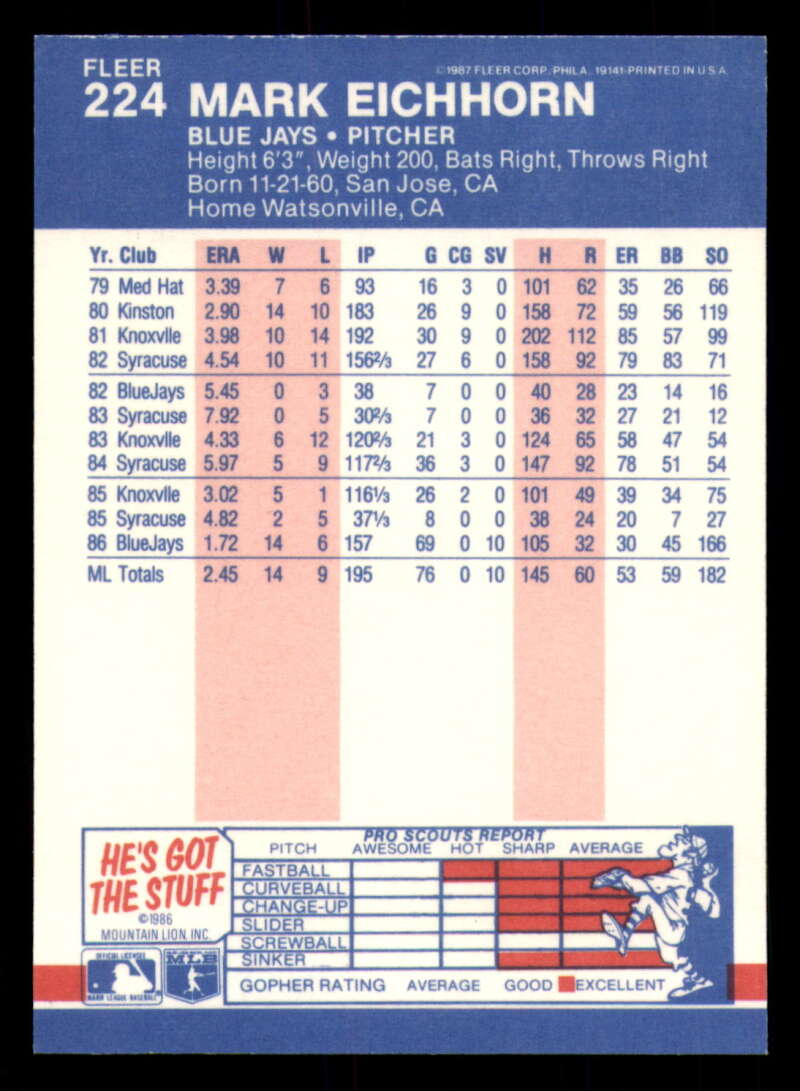 FLEER
©1987 FLEER CORP. PHILA. 19141-PRINTED IN U.S.A.
224 MARK EICHHORN
BLUE JAYS • PITCHER
Height 6'3", Weight 200, Bats Right, Throws Right
Born 11-21-60, San Jose, CA
Home Watsonville, CA
Yr. Club ERA W L IP G CG SV H R ER BB SO
79 Med Hat 3.39 7 6 93 16 3 0 101 62 35 26 66
80 Kinston 2.90 14 10 183 26 9 0 158 72 59 56 119
81 Knoxvlle 3.98 10 14 192 30 9 0 202 112 85 57 99
82 Syracuse 4.54 10 11 156⅔ 27 6 0 158 92 79 83 71
82 BlueJays 5.45 0 3 38 7 0 0 40 28 23 14 16
83 Syracuse 7.92 0 5 30⅔ 7 0 0 36 32 27 21 12
83 Knoxvlle 4.33 6 12 120⅔ 21 3 0 124 65 58 47 54
84 Syracuse 5.97 5 9 117⅔ 36 3 0 147 92 78 51 54
85 Knoxvlle 3.02 5 1 116⅓ 26 2 0 101 49 39 34 75
85 Syracuse 4.82 2 5 37⅓ 8 0 0 38 24 20 7 27
86 BlueJays 1.72 14 6 157 69 0 10 105 32 30 45 166
ML Totals 2.45 14 9 195 76 0 10 145 60 53 59 182
HE'S GOT
THE STUFF
©1986
MOUNTAIN LION, INC.
OFFICIAL LICENSEE
MAJOR LEAGUE BASEBALL
MLB
PRO SCOUTS REPORT
PITCH AWESOME HOT SHARP AVERAGE
FASTBALL
CURVEBALL
CHANGE-UP
SLIDER
SCREWBALL
SINKER
GOPHER RATING AVERAGE GOOD EXCELLENT